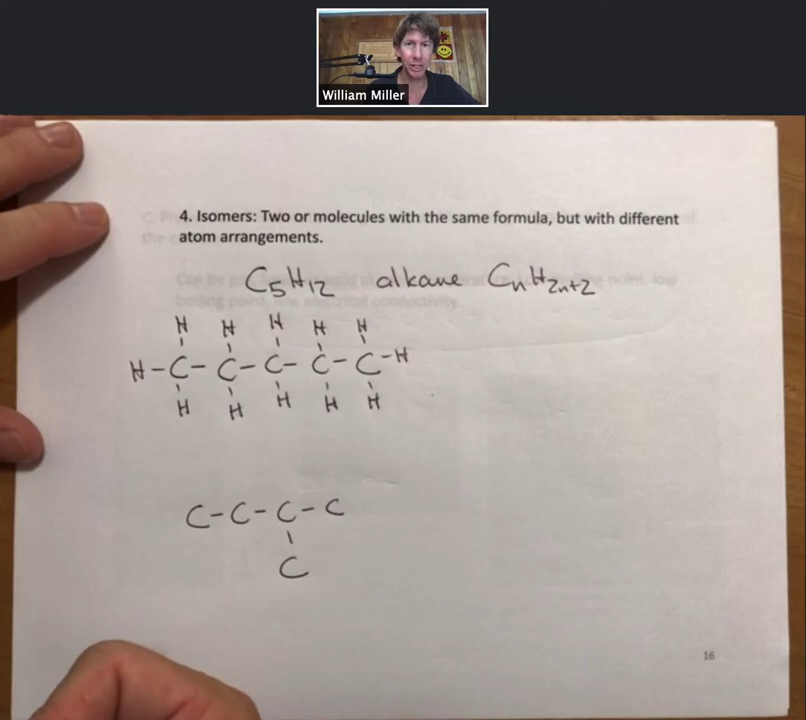 William Miller
4. Isomers: Two or molecules with the same formula, but with different
atom arrangements.
C5H12 alkane CnH2n+2
H H H H H
H-C-C-C-C-C-H
H H H H H
C-C-C-C
C
16